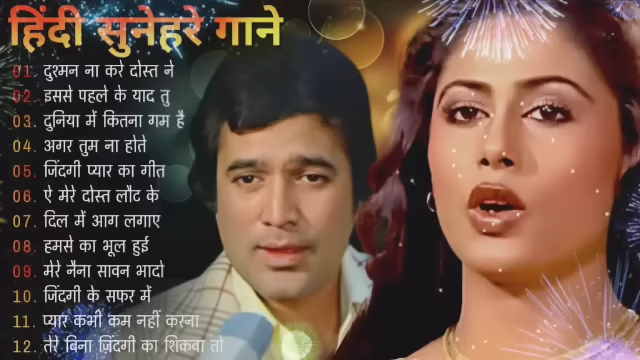 हिंदी सुनेहरे गाने
01. दुश्मन ना करे दोस्त ने
02. इससे पहले के याद तु
03. दुनिया में कितना गम है
04. अगर तुम ना होते
05. जिंदगी प्यार का गीत
06. ऐ मेरे दोस्त लौट के
07. दिल में आग लगाए
08. हमसे का भूल हुई
09. मेरे नैना सावन भादो
10. जिंदगी के सफर में
11. प्यार कभी कम नहीं करना
12. तेरे बिना ज़िंदगी का शिकवा तो